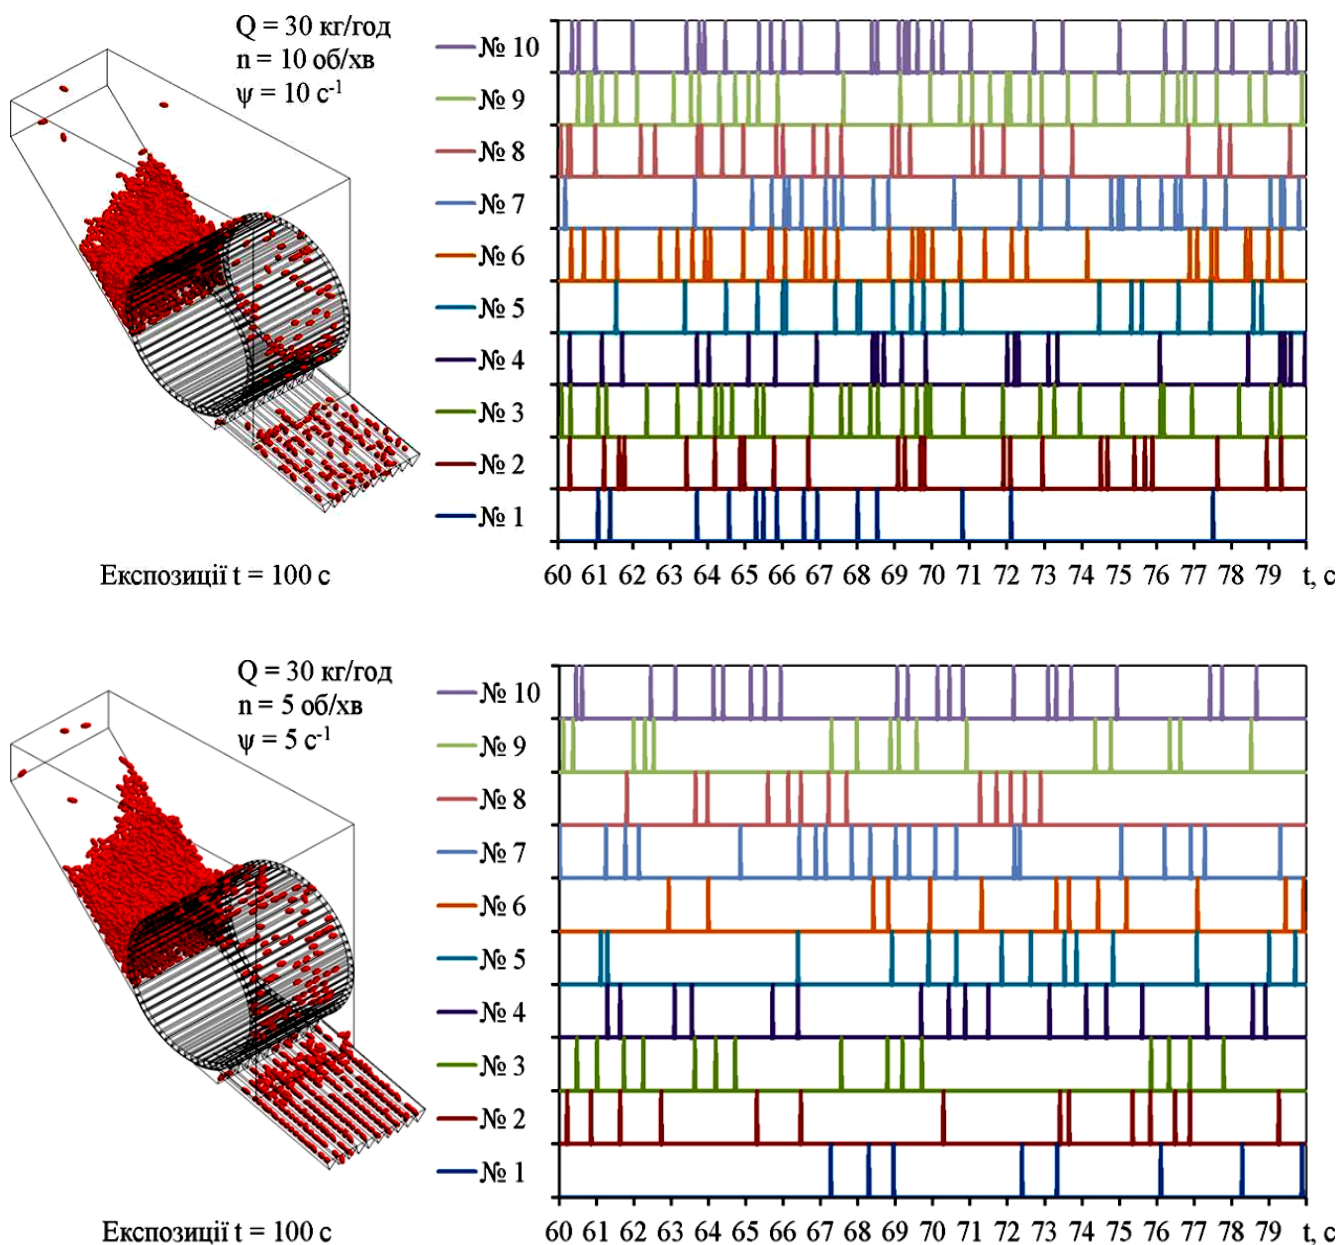 Q = 30 кг/год
n = 10 об/хв
ψ = 10 с-1
№ 10
№ 9
№ 8
№ 7
№ 6
№ 5
№ 4
№ 3
№ 2
№ 1
60 61 62 63 64 65 66 67 68 69 70 71 72 73 74 75 76 77 78 79 t, с
Експозиції t = 100 с
Q = 30 кг/год
n = 5 об/хв
ψ = 5 с-1
№ 10
№ 9
№ 8
№ 7
№ 6
№ 5
№ 4
№ 3
№ 2
№ 1
60 61 62 63 64 65 66 67 68 69 70 71 72 73 74 75 76 77 78 79 t, с
Експозиції t = 100 с